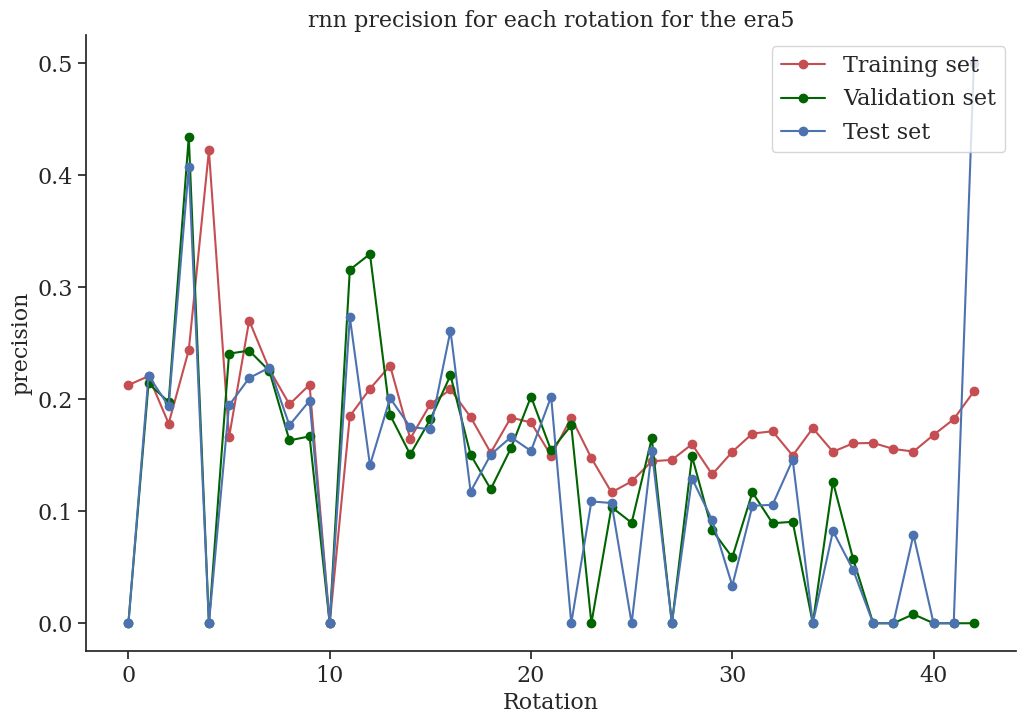 rnn precision for each rotation for the era5
Training set
Validation set
Test set
0.5
0.4
0.3
0.2
0.1
0.0
precision
0
10
20
30
40
Rotation